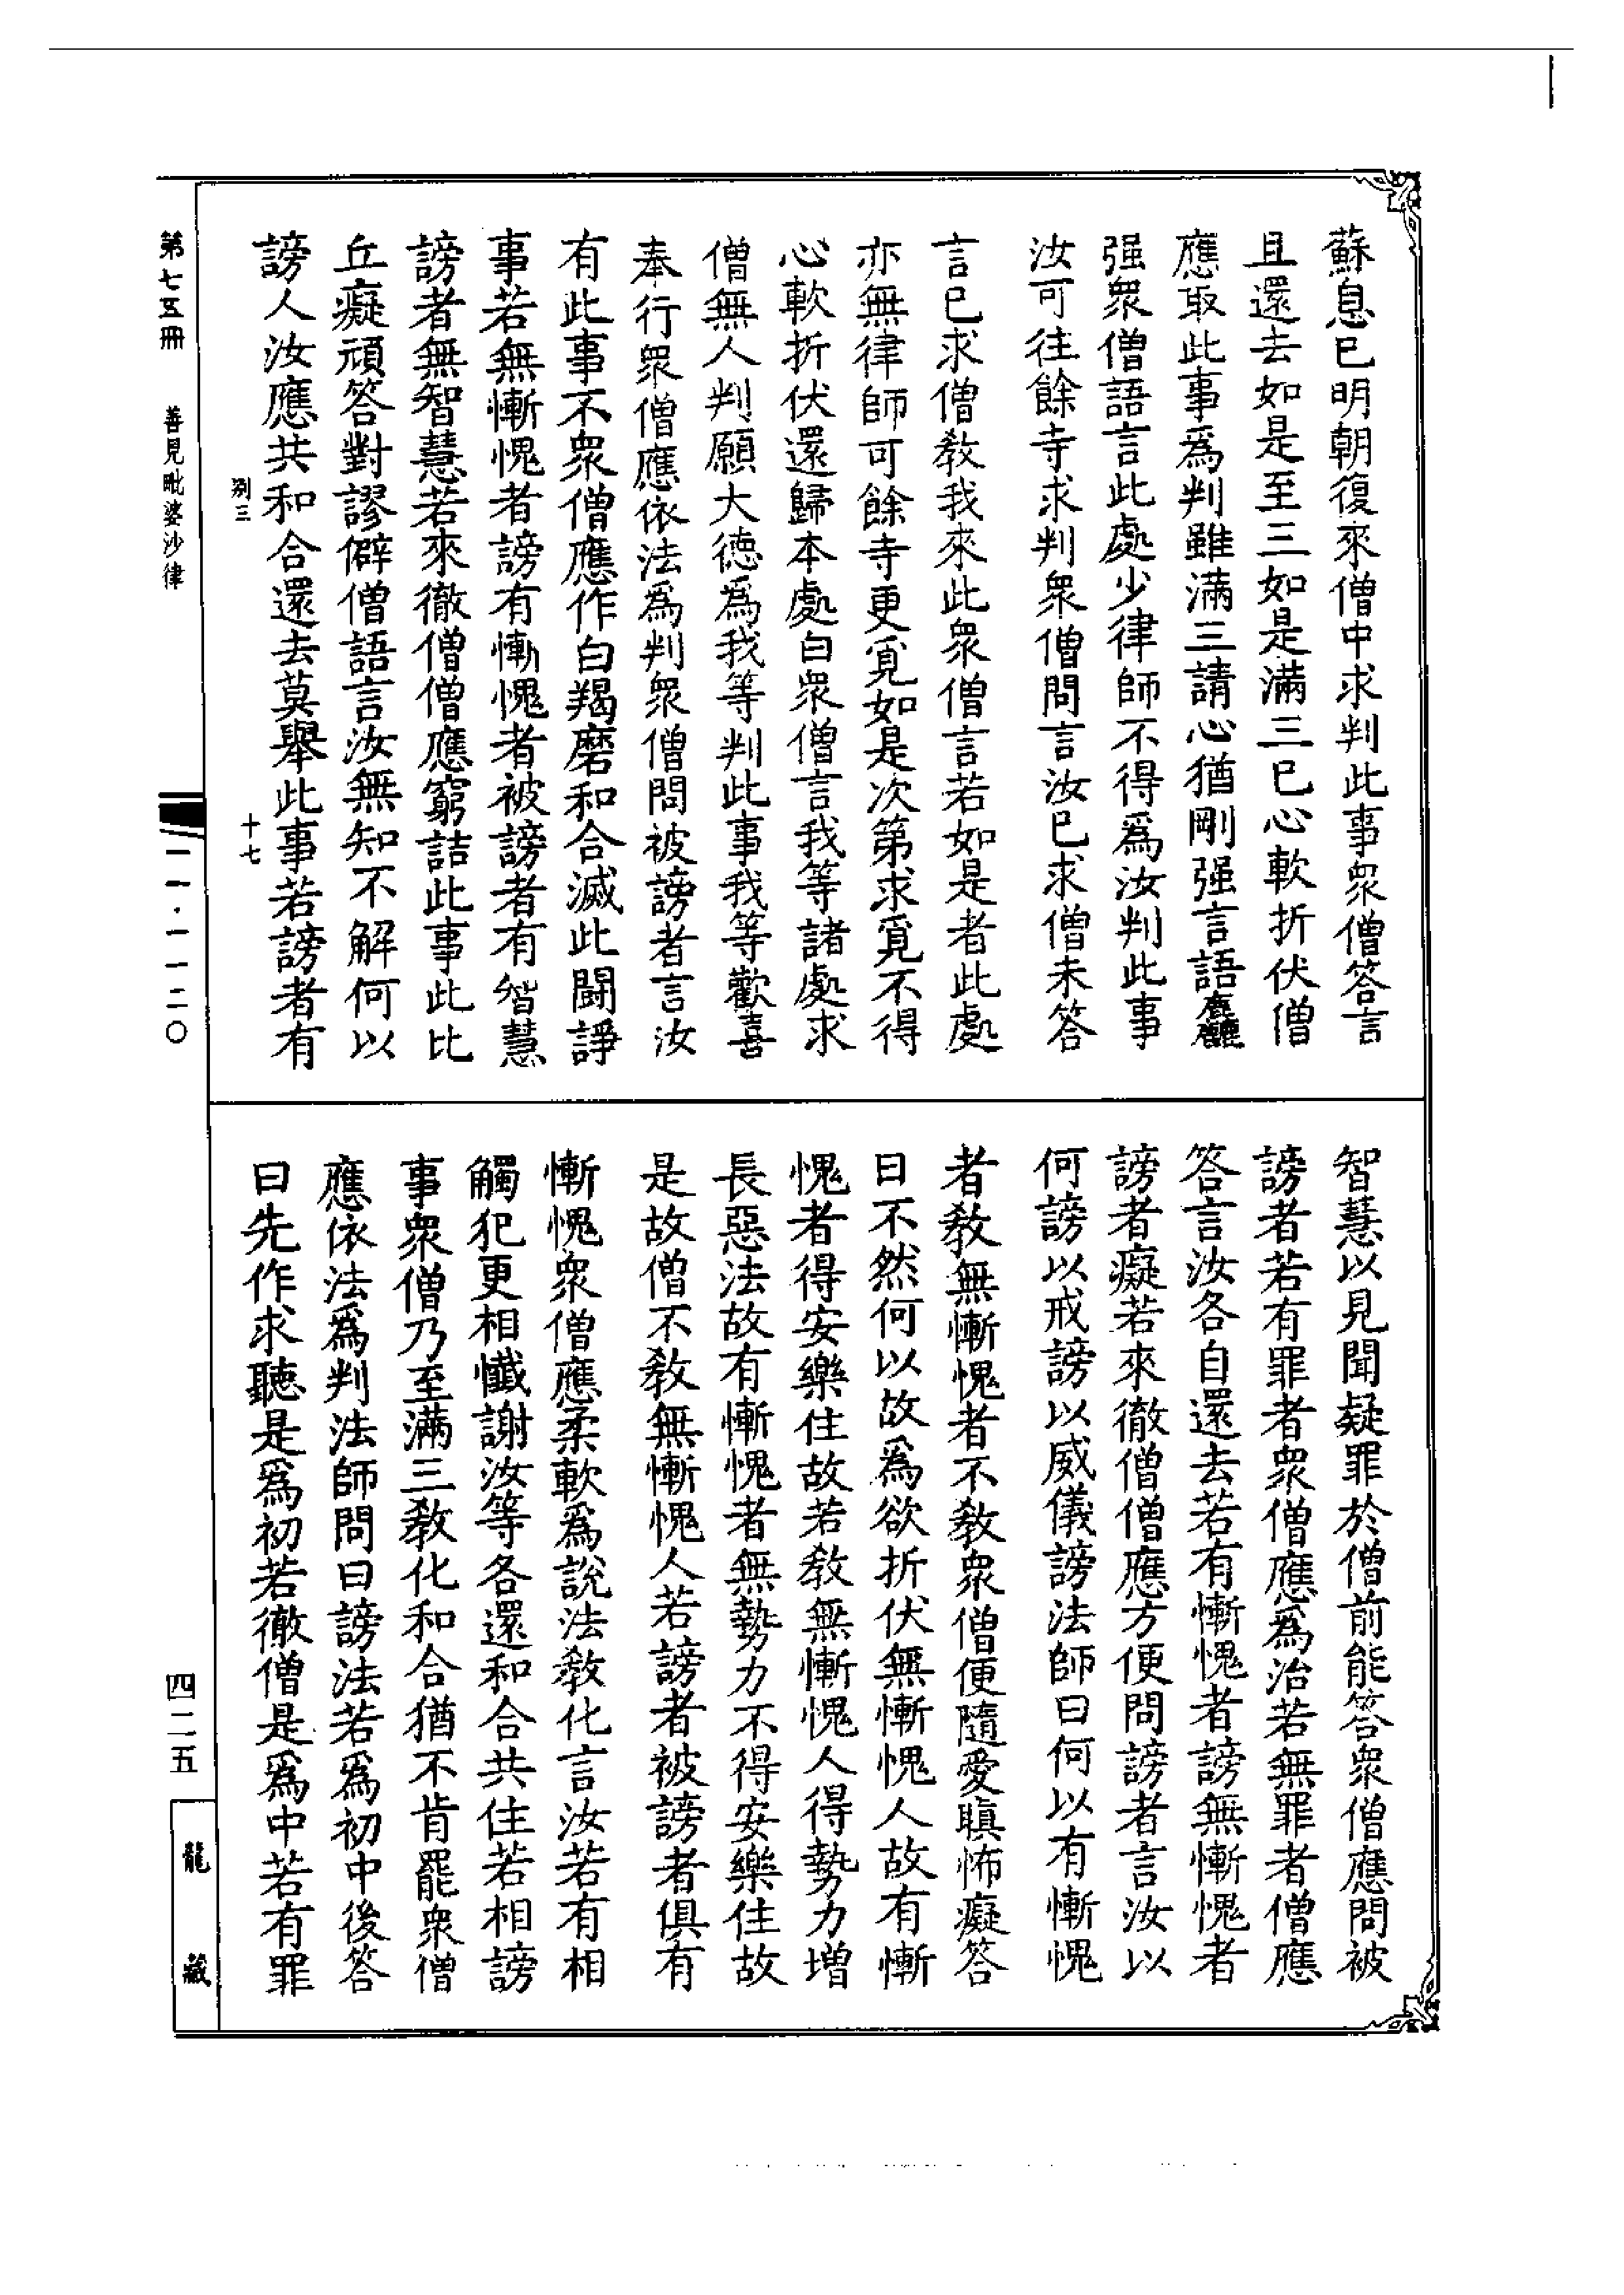 蘇息已明朝復來僧中求判此事衆僧答言
且還去如是至三如是滿三已心軟折伏僧
應取此事爲判雖滿三請心猶剛强言語麤
强衆僧語言此處少律師不得爲汝判此事
汝可往餘寺求判衆僧問言汝已求僧未答
言已求僧教我來此衆僧言若如是者此處
亦無律師可餘寺更覓如是次第求覓不得
心軟折伏還歸本處白衆僧言我等諸處求
僧無人判願大德爲我等判此事我等歡喜
奉行衆僧應依法爲判衆僧問被謗者言汝
有此事不衆僧應作白羯磨和合滅此鬪諍
事若無慚愧者謗有慚愧者被謗者有智慧
謗者無智慧若來徹僧僧應窮詰此事此比
丘癡頑答對謬僻僧語言汝無知不解何以
謗人汝應共和合還去莫舉此事若謗者有
智慧以見聞疑罪於僧前能答衆僧應問被
謗者若有罪者衆僧應爲治若無罪者僧應
答言汝各自還去若有慚愧者謗無慚愧者
謗者癡若來徹僧僧應方便問謗者言汝以
何謗以戒謗以威儀謗法師曰何以有慚愧
者教無慚愧者不教衆僧便隨愛瞋怖癡答
曰不然何以故爲欲折伏無慚愧人故有慚
愧者得安樂住故若教無慚愧人得勢力增
長惡法故有慚愧者無勢力不得安樂住故
是故僧不教無慚愧人若謗者被謗者俱有
慚愧衆僧應柔軟爲說法教化言汝若有相
觸犯更相懺謝汝等各還和合共住若相謗
事衆僧乃至滿三教化和合猶不肯罷衆僧
應依法爲判法師問曰謗法若爲初中後答
曰先作求聽是爲初若徹僧是爲中若有罪
第七五冊　善見毗婆沙律
別三
十七
一一·一一二〇
四二五
龍藏